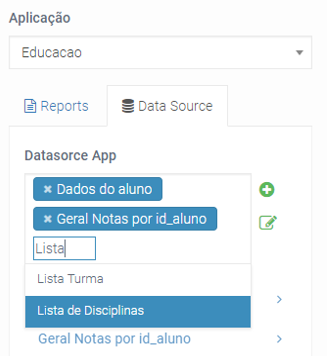 Aplicação
Educacao
Reports
Data Source
Datasorce App
× Dados do aluno
× Geral Notas por id_aluno
Lista
Lista Turma
Lista de Disciplinas
Geral Notas por id_aluno